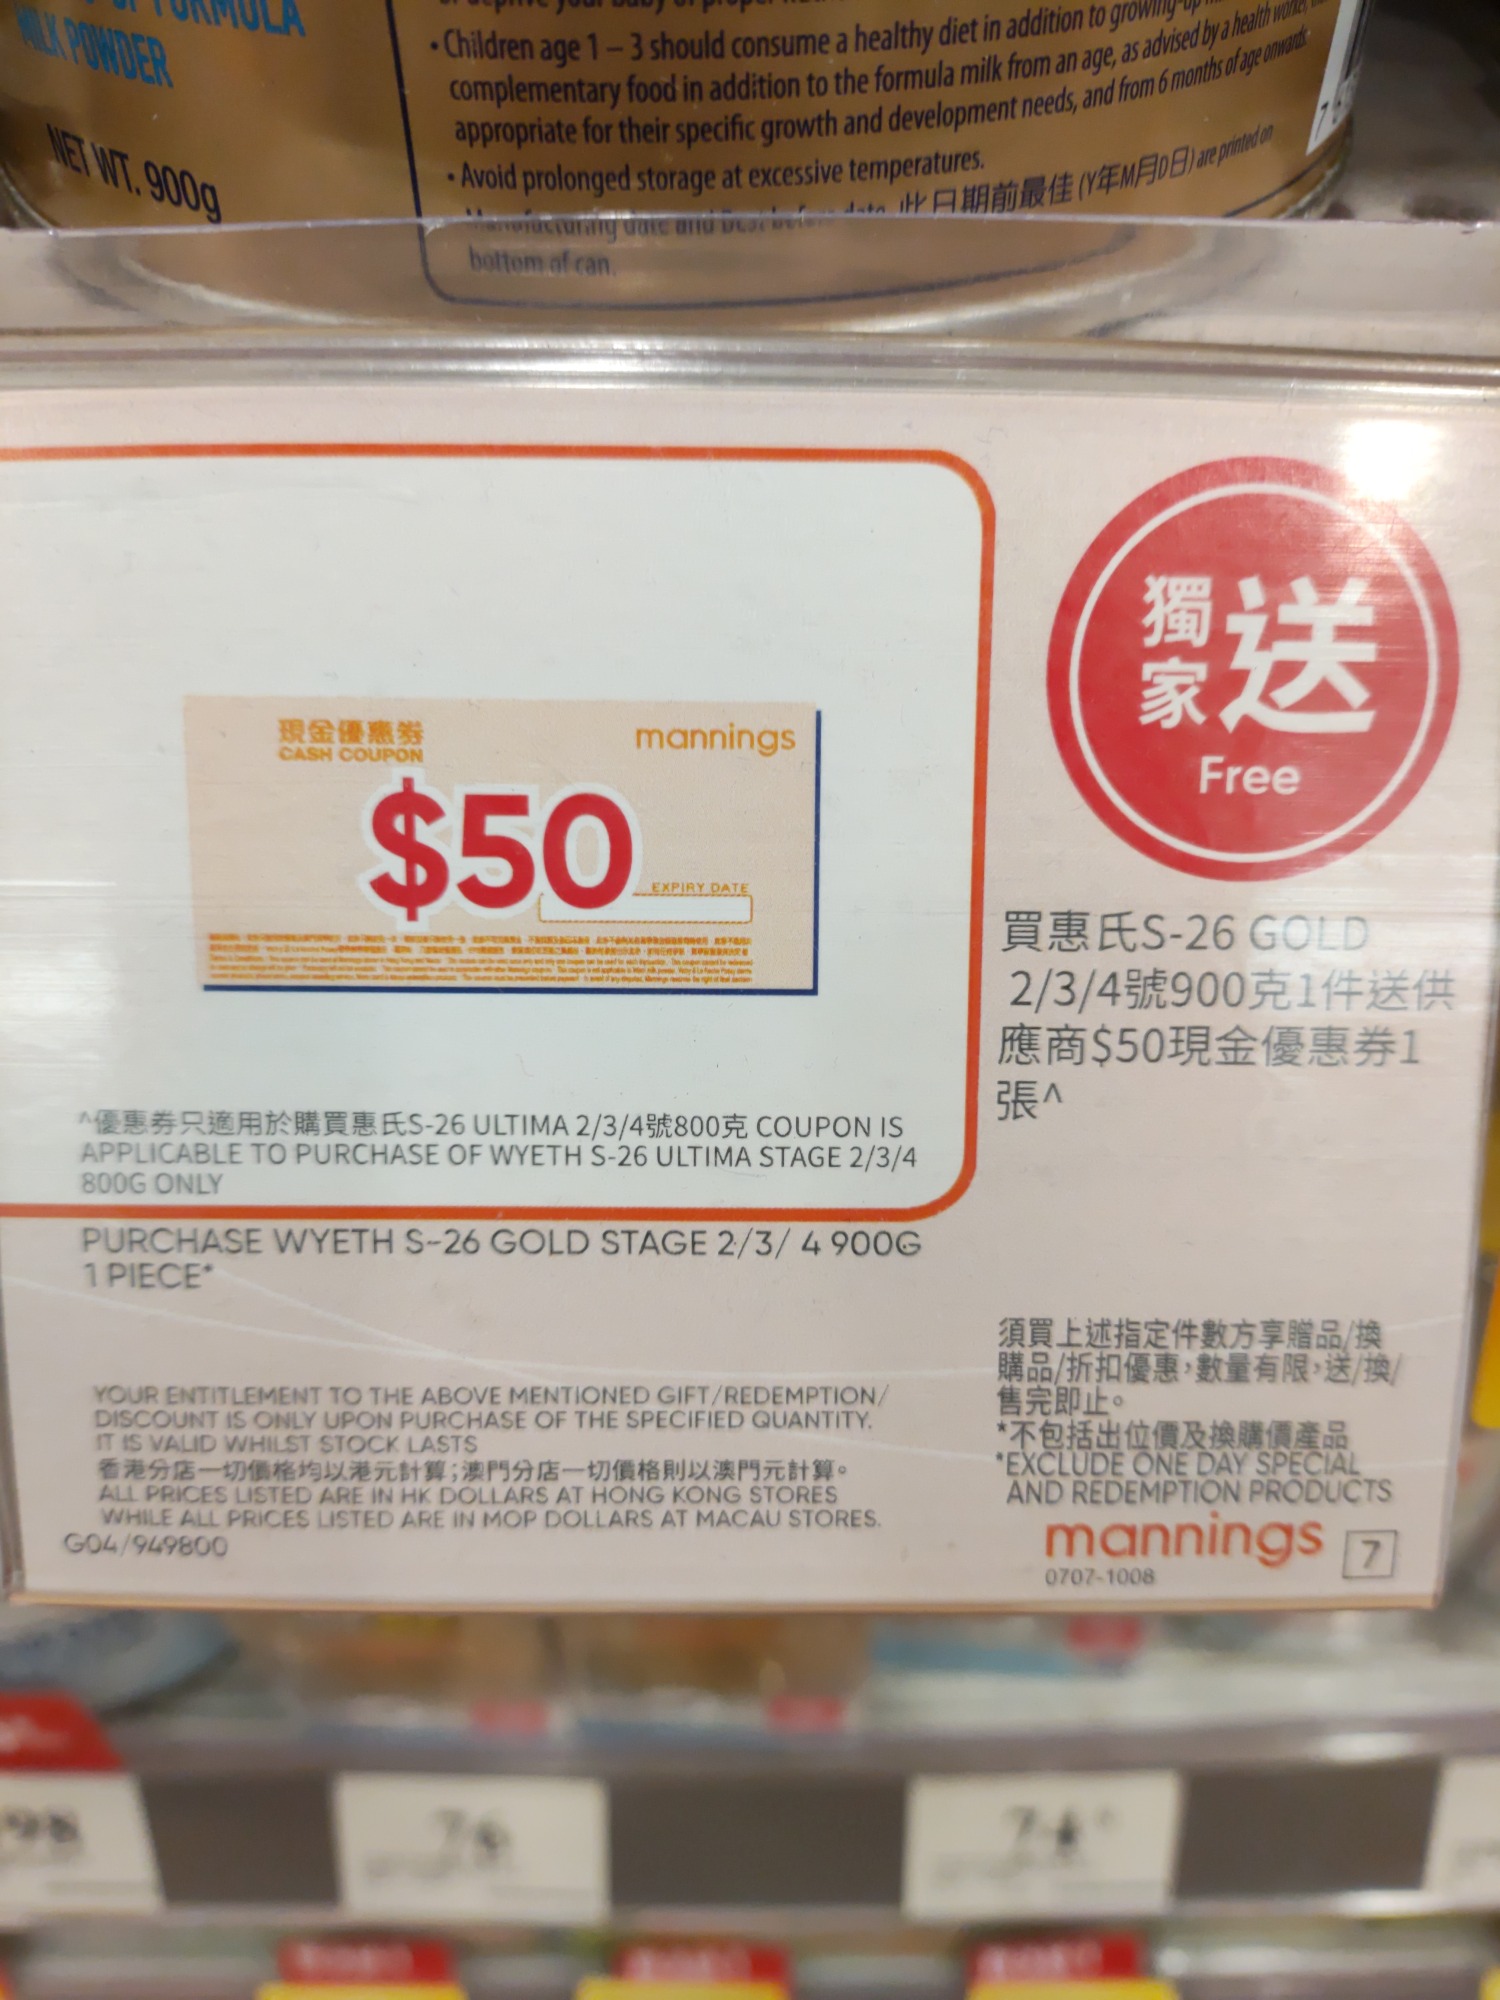 FORMULA
MILK POWDER
NET WT. 900g
• Children age 1 – 3 should consume a healthy diet in addition to growing-up
complementary food in addition to the formula milk from an age, as advised by a health worker,
appropriate for their specific growth and development needs, and from 6 months of age onwards.
• Avoid prolonged storage at excessive temperatures.
Manufacturing date and Best before date 此日期前最佳 (Y年M月D日) are printed on
bottom of can.
現金優惠券
CASH COUPON
mannings
$50
EXPIRY DATE
獨家送
Free
買惠氏S-26 GOLD
2/3/4號900克1件送供
應商$50現金優惠券1
張^
^優惠券只適用於購買惠氏S-26 ULTIMA 2/3/4號800克 COUPON IS
APPLICABLE TO PURCHASE OF WYETH S-26 ULTIMA STAGE 2/3/4
800G ONLY
PURCHASE WYETH S-26 GOLD STAGE 2/3/ 4 900G
1 PIECE*
YOUR ENTITLEMENT TO THE ABOVE MENTIONED GIFT/REDEMPTION/
DISCOUNT IS ONLY UPON PURCHASE OF THE SPECIFIED QUANTITY.
IT IS VALID WHILST STOCK LASTS
香港分店一切價格均以港元計算;澳門分店一切價格則以澳門元計算。
ALL PRICES LISTED ARE IN HK DOLLARS AT HONG KONG STORES
WHILE ALL PRICES LISTED ARE IN MOP DOLLARS AT MACAU STORES.
G04/949800
須買上述指定件數方享贈品/換
購品/折扣優惠,數量有限,送/換/
售完即止。
*不包括出位價及換購價產品
*EXCLUDE ONE DAY SPECIAL
AND REDEMPTION PRODUCTS
mannings 7
0707-1008